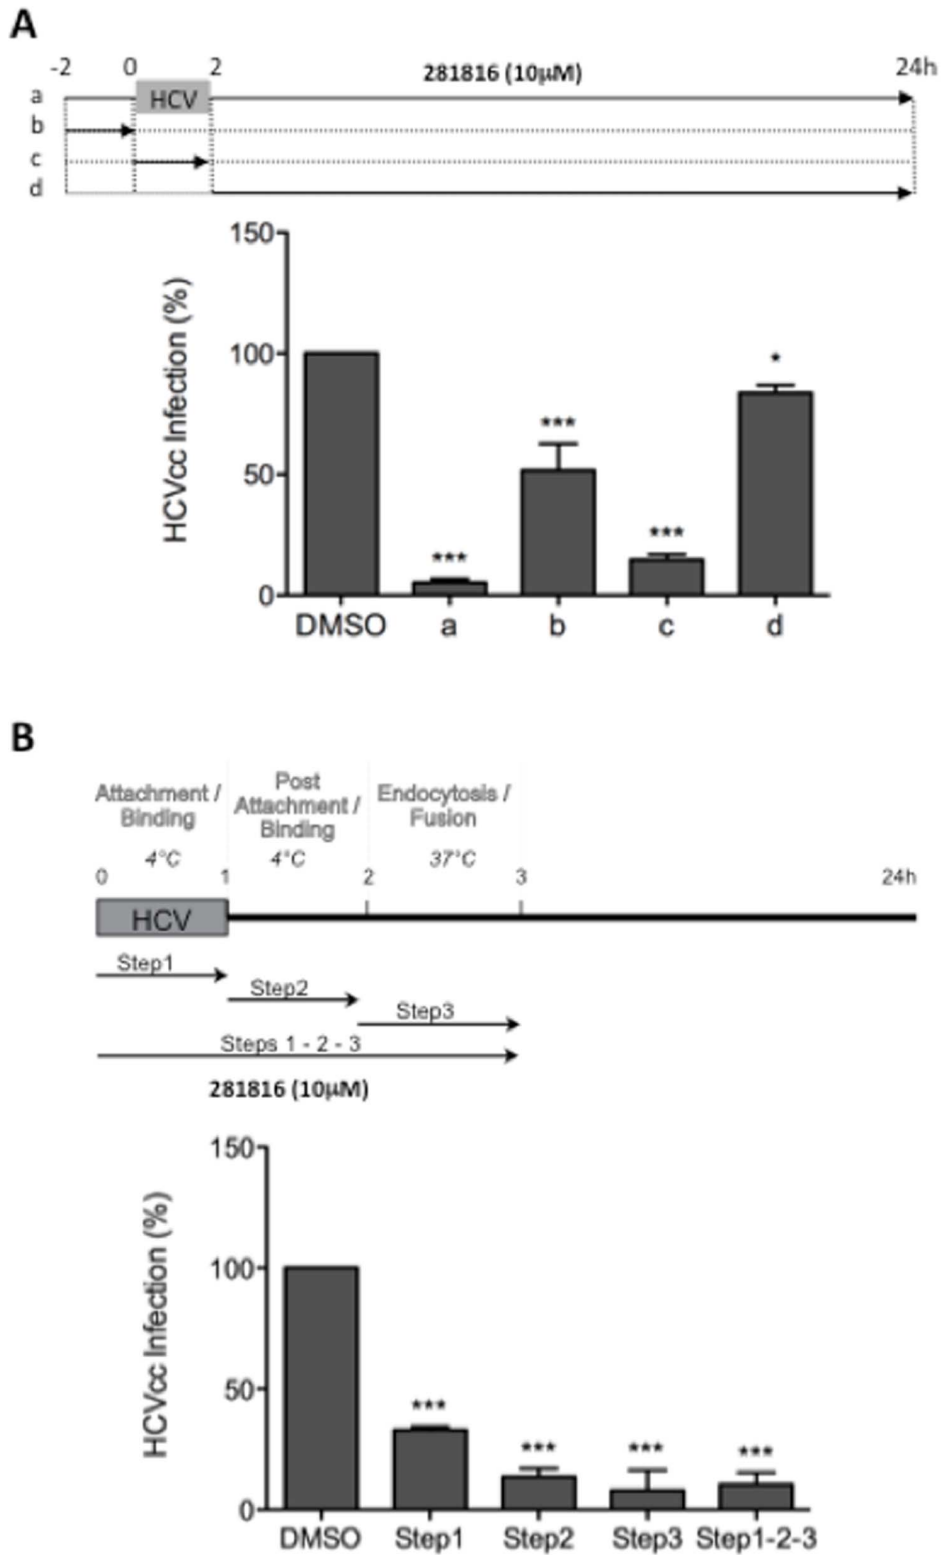 A
-2 0 2 281816 (10µM) 24h
a HCV
b
c
d
150
100
50
0
HCVcc Infection (%)
*** *** *** *
DMSO a b c d
B
Attachment / Binding
Post Attachment / Binding
Endocytosis / Fusion
4°C 4°C 37°C
0 1 2 3 24h
HCV
Step1
Step2
Step3
Steps 1 - 2 - 3
281816 (10µM)
150
100
50
0
HCVcc Infection (%)
*** *** *** ***
DMSO Step1 Step2 Step3 Step1-2-3